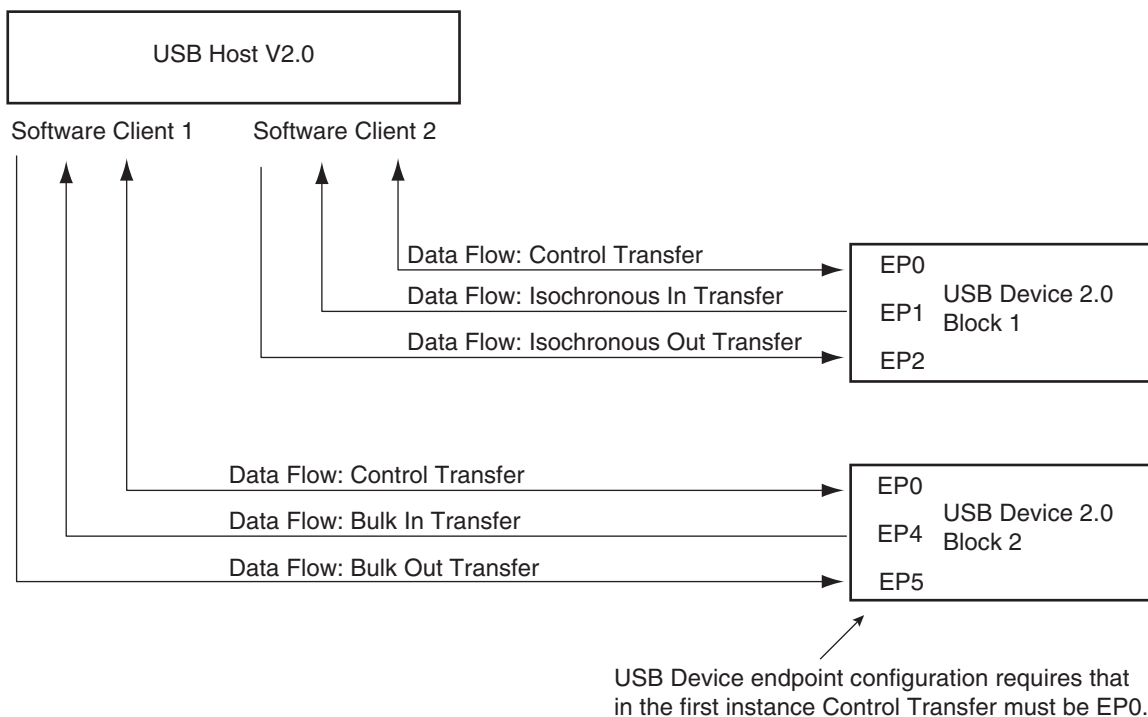 USB Host V2.0
Software Client 1
Software Client 2
Data Flow: Control Transfer
Data Flow: Isochronous In Transfer
Data Flow: Isochronous Out Transfer
EP0
EP1
EP2
USB Device 2.0
Block 1
Data Flow: Control Transfer
Data Flow: Bulk In Transfer
Data Flow: Bulk Out Transfer
EP0
EP4
EP5
USB Device 2.0
Block 2
USB Device endpoint configuration requires that
in the first instance Control Transfer must be EP0.